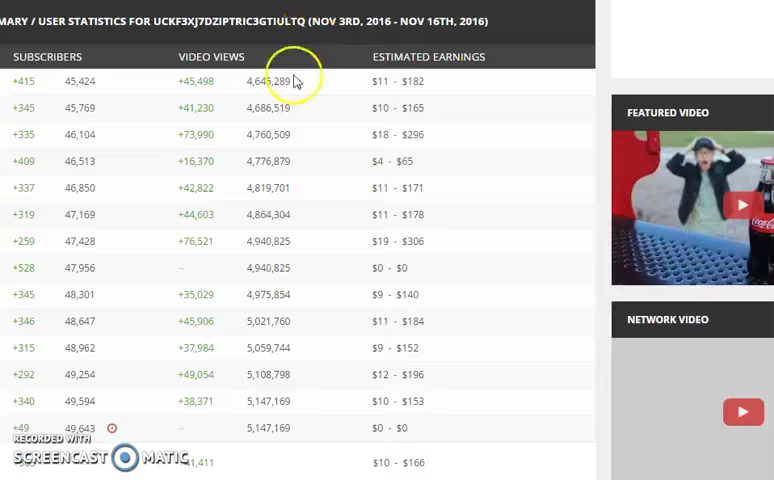 MARY / USER STATISTICS FOR UCKF3XJ7DZIPTRIC3GTIULTQ (NOV 3RD, 2016 - NOV 16TH, 2016)
SUBSCRIBERS VIDEO VIEWS ESTIMATED EARNINGS
+415 45,424 +45,498 4,645,289 $11 - $182
+345 45,769 +41,230 4,686,519 $10 - $165
+335 46,104 +73,990 4,760,509 $18 - $296
+409 46,513 +16,370 4,776,879 $4 - $65
+337 46,850 +42,822 4,819,701 $11 - $171
+319 47,169 +44,603 4,864,304 $11 - $178
+259 47,428 +76,521 4,940,825 $19 - $306
+528 47,956 -- 4,940,825 $0 - $0
+345 48,301 +35,029 4,975,854 $9 - $140
+346 48,647 +45,906 5,021,760 $11 - $184
+315 48,962 +37,984 5,059,744 $9 - $152
+292 49,254 +49,054 5,108,798 $12 - $196
+340 49,594 +38,371 5,147,169 $10 - $153
+49 49,643 -- 5,147,169 $0 - $0
41,411 $10 - $166
FEATURED VIDEO
Coca-Cola
NETWORK VIDEO
RECORDED WITH
SCREENCAST MATIC